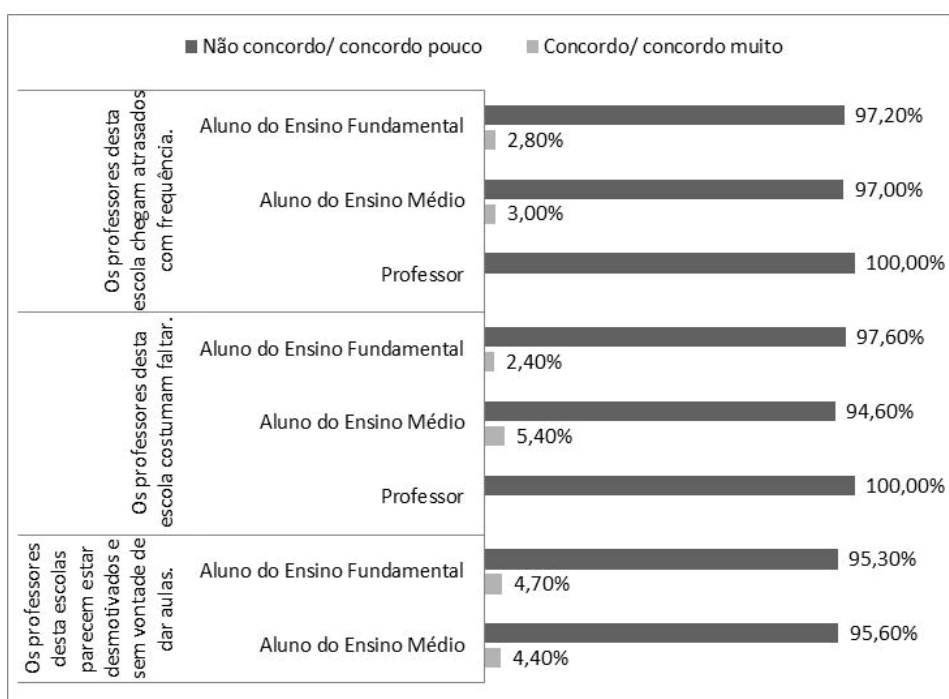 Não concordo/ concordo pouco
Concordo/ concordo muito
Os professores desta
escola chegam atrasados
com frequência.
Aluno do Ensino Fundamental
97,20%
2,80%
Aluno do Ensino Médio
97,00%
3,00%
Professor
100,00%
Os professores desta
escola costumam faltar.
Aluno do Ensino Fundamental
97,60%
2,40%
Aluno do Ensino Médio
94,60%
5,40%
Professor
100,00%
Os professores
desta escolas
parecem estar
desmotivados e
sem vontade de
dar aulas.
Aluno do Ensino Fundamental
95,30%
4,70%
Aluno do Ensino Médio
95,60%
4,40%